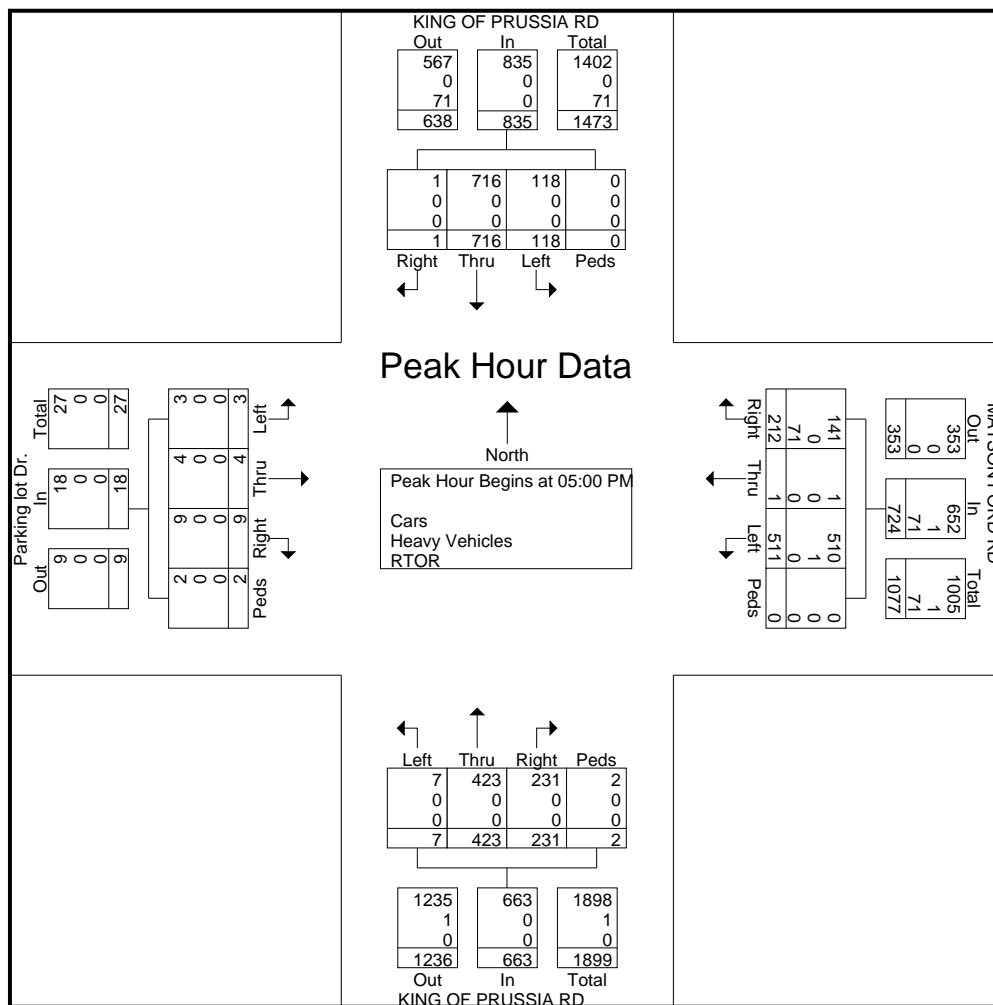 KING OF PRUSSIA RD
Out In Total
567 835 1402
0 0 0
71 0 71
638 835 1473
1 716 118 0
0 0 0 0
0 0 0 0
1 716 118 0
Right Thru Left Peds
Peak Hour Data
North
Peak Hour Begins at 05:00 PM
Cars
Heavy Vehicles
RTOR
Parking lot Dr.
Out In Total
9 18 27
0 0 0
0 0 0
9 18 27
2 9 4 3
0 0 0 0
0 0 0 0
2 9 4 3
Peds Right Thru Left
Out In Total
353 652 1005
0 1 1
0 71 71
353 724 1077
141 1 510 0
0 0 1 0
71 0 0 0
212 1 511 0
Right Thru Left Peds
Left Thru Right Peds
7 423 231 2
0 0 0 0
0 0 0 0
7 423 231 2
1235 663 1898
1 0 1
0 0 0
1236 663 1899
Out In Total
KING OF PRUSSIA RD